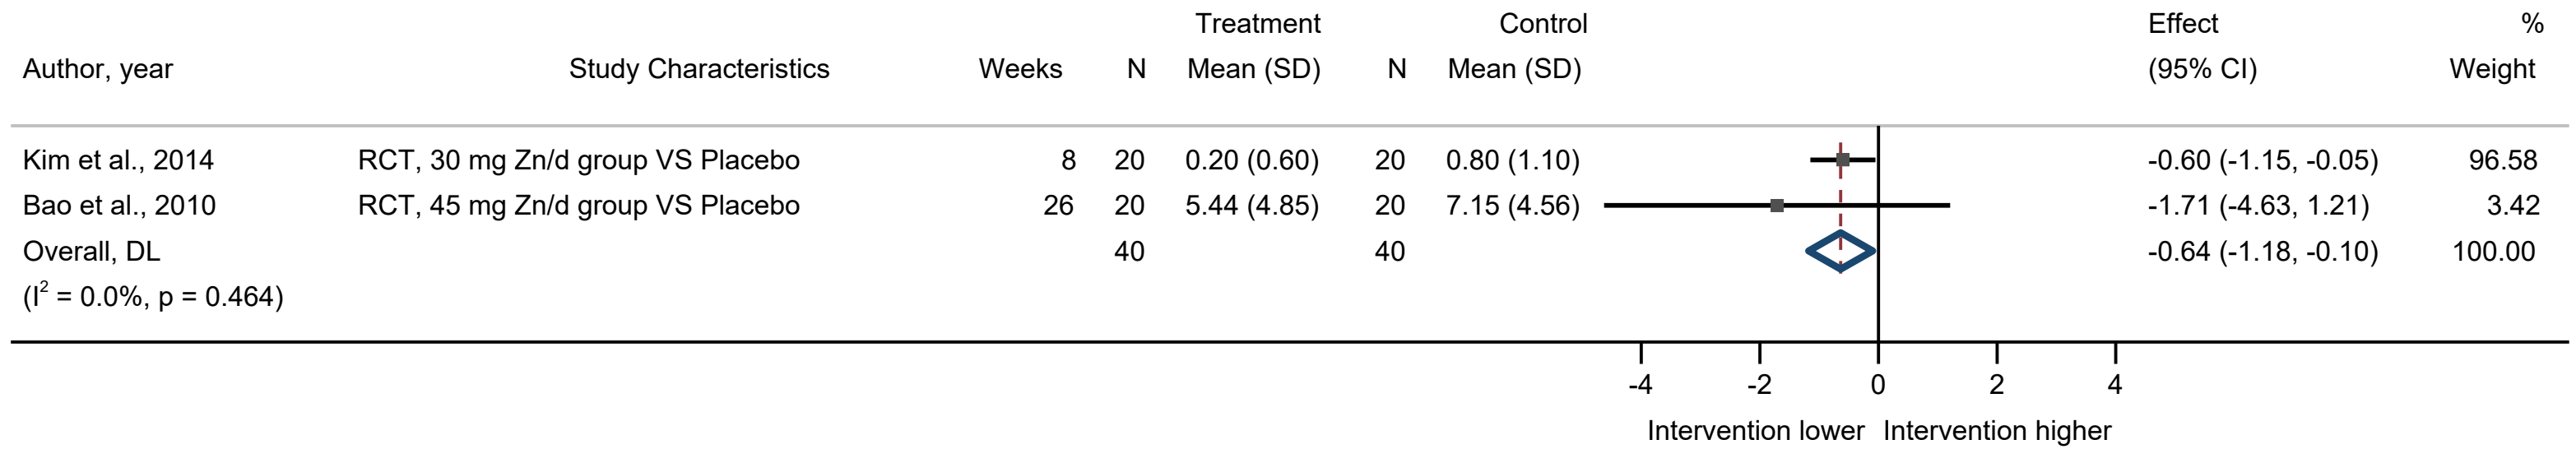 Treatment Control Effect %
Author, year Study Characteristics Weeks N Mean (SD) N Mean (SD) (95% CI) Weight
Kim et al., 2014 RCT, 30 mg Zn/d group VS Placebo 8 20 0.20 (0.60) 20 0.80 (1.10) -0.60 (-1.15, -0.05) 96.58
Bao et al., 2010 RCT, 45 mg Zn/d group VS Placebo 26 20 5.44 (4.85) 20 7.15 (4.56) -1.71 (-4.63, 1.21) 3.42
Overall, DL 40 40 -0.64 (-1.18, -0.10) 100.00
(I² = 0.0%, p = 0.464)
-4 -2 0 2 4
Intervention lower Intervention higher